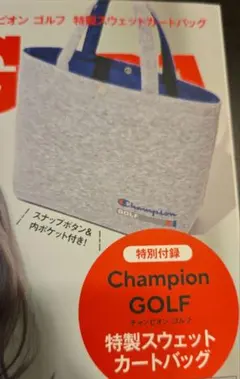 ピオン ゴルフ 特製スウェットカートバッグ
Champion
GOLF
スナップボタン&
内ポケット付き!
特別付録
Champion
GOLF
チャンピオン ゴルフ
特製スウェット
カートバッグ